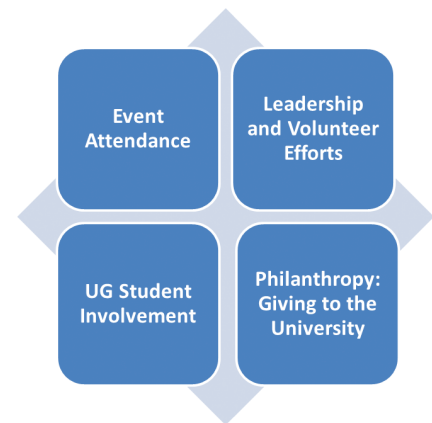 Event
Attendance
Leadership
and Volunteer
Efforts
UG Student
Involvement
Philanthropy:
Giving to the
University